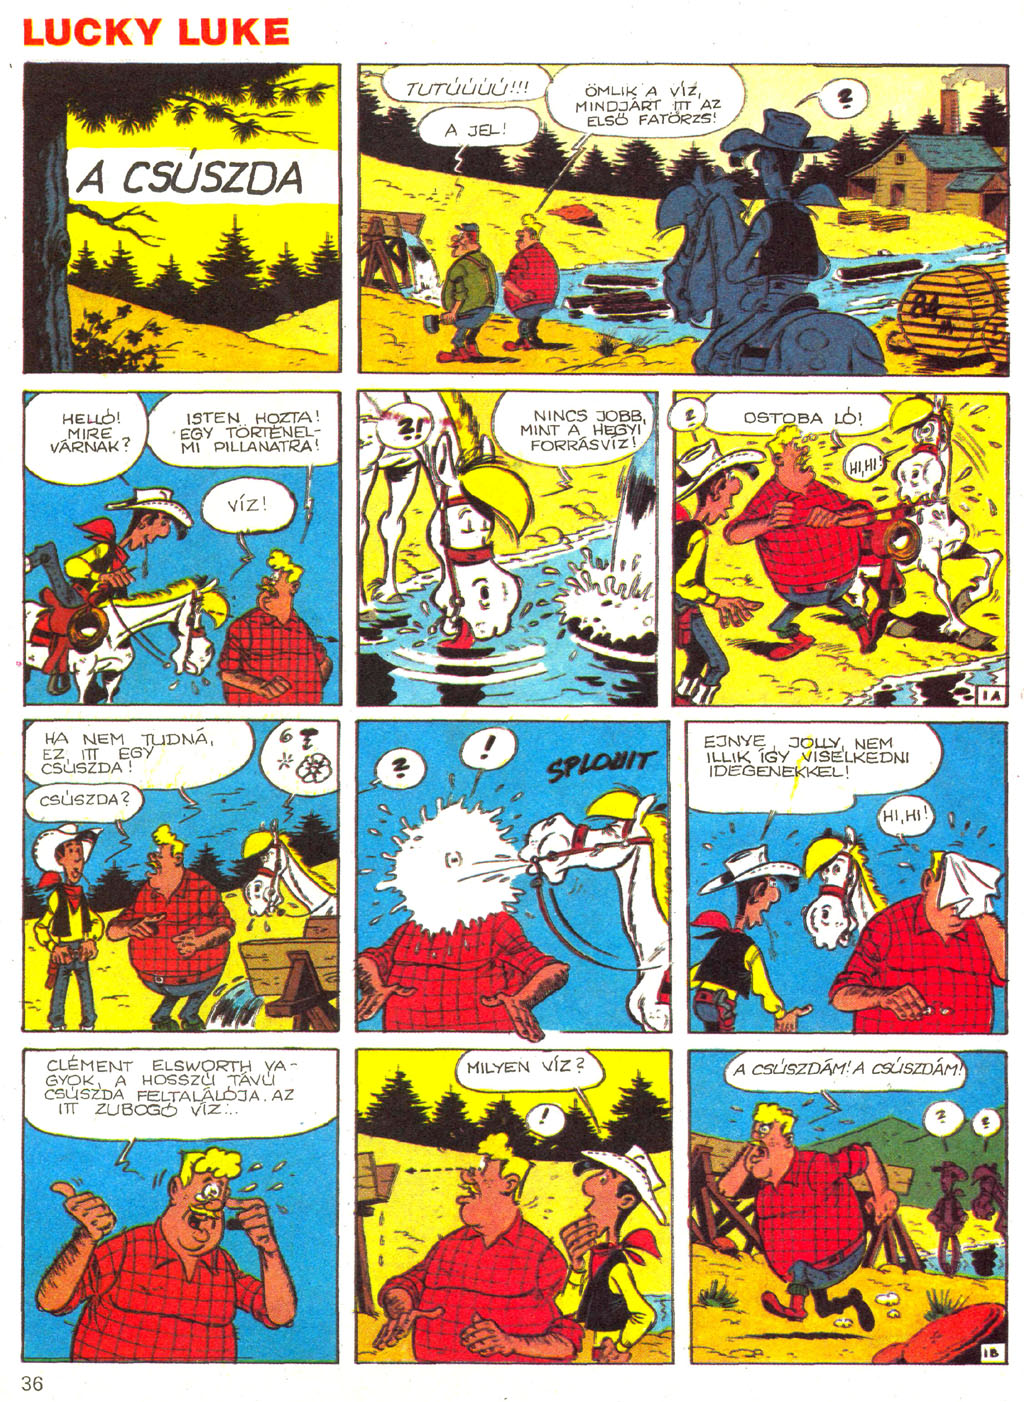 LUCKY LUKE
A CSÚSZDA
TUTÚÚÚÚÚ!!!
A JEL!
ÖMLIK A VÍZ,
MINDJÁRT ITT AZ
ELSŐ FATÖRZS!
?
84
HELLÓ!
MIRE
VÁRNAK?
ISTEN HOZTA!
EGY TÖRTÉNEL-
MI PILLANATRA!
VÍZ!
?!
NINCS JOBB,
MINT A HEGYI
FORRÁSVÍZ!
?
OSTOBA LÓ!
HI,HI!
1A
HA NEM TUDNÁ,
EZ ITT EGY
CSÚSZDA!
CSÚSZDA?
6
?
!
SPLOUIT
EJNYE, JOLLY, NEM
ILLIK ÍGY VISELKEDNI
IDEGENEKKEL!
HI,HI!
CLÉMENT ELSWORTH VA-
GYOK, A HOSSZÚ TÁVÚ
CSÚSZDA FELTALÁLÓJA. AZ
ITT ZUBOGÓ VÍZ...
MILYEN VÍZ?
!
A CSÚSZDÁM! A CSÚSZDÁM!
?
?
1B
36